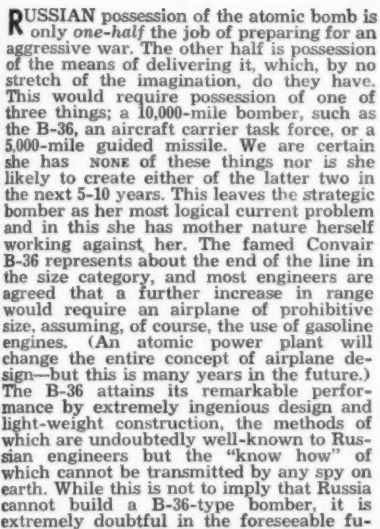 RUSSIAN possession of the atomic bomb is
only one-half the job of preparing for an
aggressive war. The other half is possession
of the means of delivering it, which, by no
stretch of the imagination, do they have.
This would require possession of one of
three things; a 10,000-mile bomber, such as
the B-36, an aircraft carrier task force, or a
5,000-mile guided missile. We are certain
she has NONE of these things nor is she
likely to create either of the latter two in
the next 5-10 years. This leaves the strategic
bomber as her most logical current problem
and in this she has mother nature herself
working against her. The famed Convair
B-36 represents about the end of the line in
the size category, and most engineers are
agreed that a further increase in range
would require an airplane of prohibitive
size, assuming, of course, the use of gasoline
engines. (An atomic power plant will
change the entire concept of airplane de-
sign—but this is many years in the future.)
The B-36 attains its remarkable perfor-
mance by extremely ingenious design and
light-weight construction, the methods of
which are undoubtedly well-known to Rus-
sian engineers but the "know how" of
which cannot be transmitted by any spy on
earth. While this is not to imply that Russia
cannot build a B-36-type bomber, it is
extremely doubtful in the foreseeable fu-